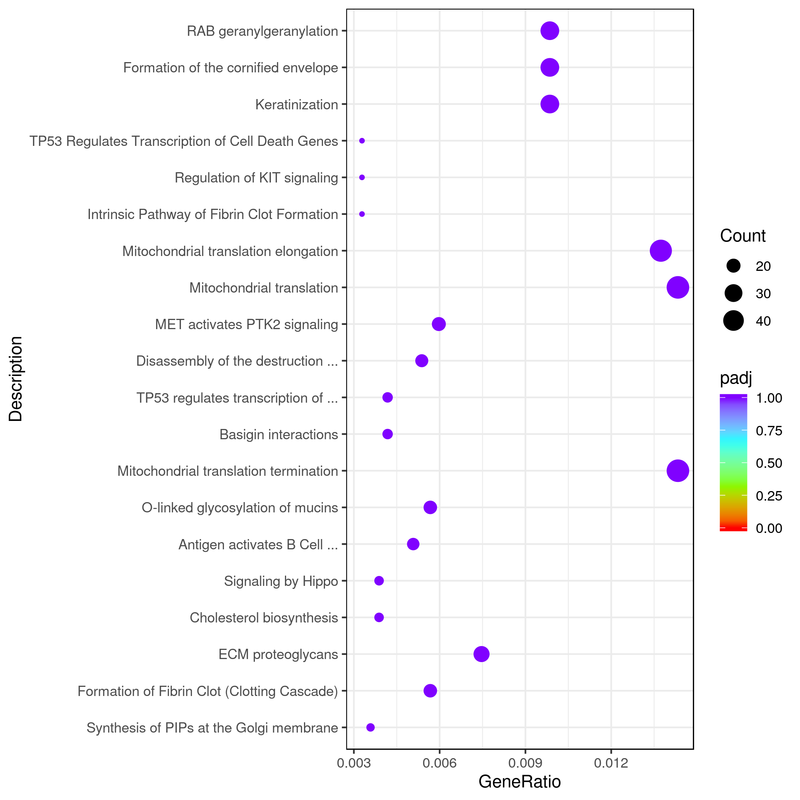 RAB geranylgeranylation
Formation of the cornified envelope
Keratinization
TP53 Regulates Transcription of Cell Death Genes
Regulation of KIT signaling
Intrinsic Pathway of Fibrin Clot Formation
Mitochondrial translation elongation
Mitochondrial translation
MET activates PTK2 signaling
Disassembly of the destruction ...
TP53 regulates transcription of ...
Basigin interactions
Mitochondrial translation termination
O-linked glycosylation of mucins
Antigen activates B Cell ...
Signaling by Hippo
Cholesterol biosynthesis
ECM proteoglycans
Formation of Fibrin Clot (Clotting Cascade)
Synthesis of PIPs at the Golgi membrane
Description
0.003 0.006 0.009 0.012
GeneRatio
Count
20
30
40
padj
1.00
0.75
0.50
0.25
0.00